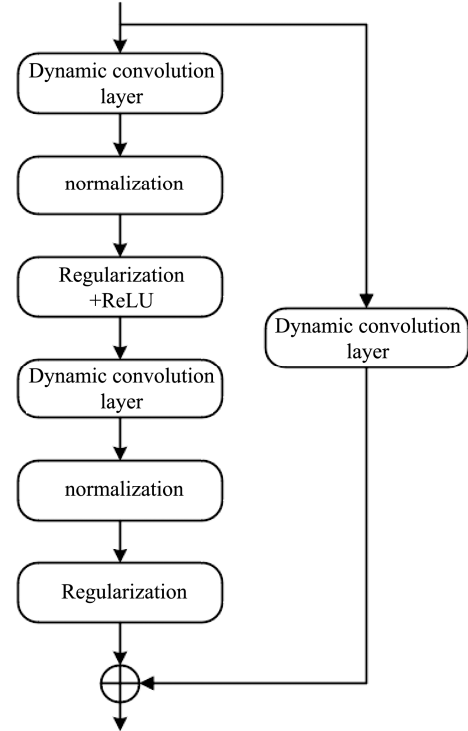 Dynamic convolution
layer
normalization
Regularization
+ReLU
Dynamic convolution
layer
normalization
Regularization
Dynamic convolution
layer